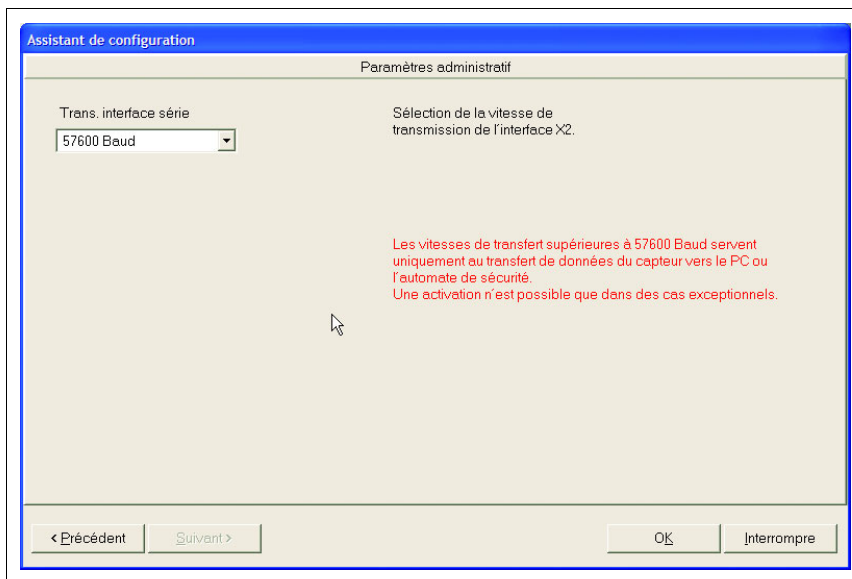 Assistant de configuration
Paramètres administratif
Trans. interface série
57600 Baud
Sélection de la vitesse de
transmission de l´interface X2.
Les vitesses de transfert supérieures à 57600 Baud servent
uniquement au transfert de données du capteur vers le PC ou
l´automate de sécurité.
Une activation n´est possible que dans des cas exceptionnels.
< Précédent
Suivant >
OK
Interrompre